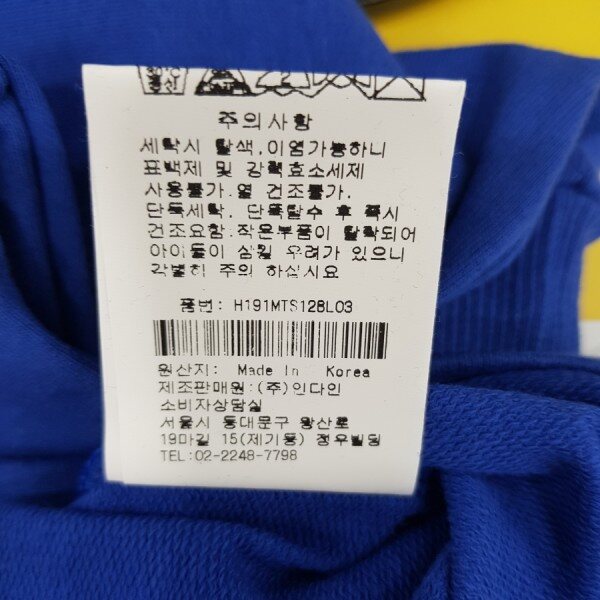 주의사항
세탁시 탈색.이염가능하니
표백제 및 강력효소세제
사용불가.열 건조불가.
단독세탁. 단독탈수 후 즉시
건조요함.작은부품이 탈락되어
아이들이 삼킬 우려가 있으니
각별히 주의 하십시요
품번: H191MTS128L03
원산지: Made In Korea
제조판매원:(주)인다인
소비자상담실
서울시 동대문구 왕산로
19마길 15(제기동) 정우빌딩
TEL:02-2248-7798